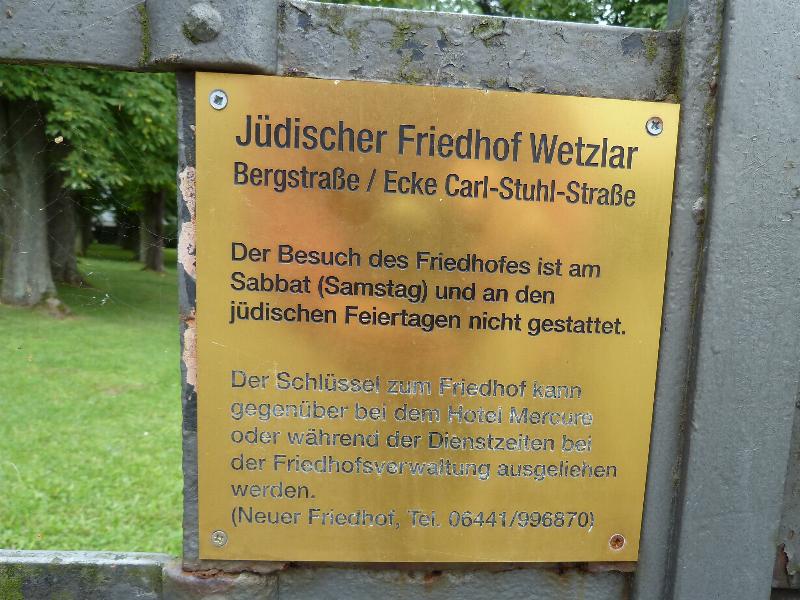 Jüdischer Friedhof Wetzlar
Bergstraße / Ecke Carl-Stuhl-Straße
Der Besuch des Friedhofes ist am
Sabbat (Samstag) und an den
jüdischen Feiertagen nicht gestattet.
Der Schlüssel zum Friedhof kann
gegenüber bei dem Hotel Mercure
oder während der Dienstzeiten bei
der Friedhofsverwaltung ausgeliehen
werden.
(Neuer Friedhof, Tel. 06441/996870)